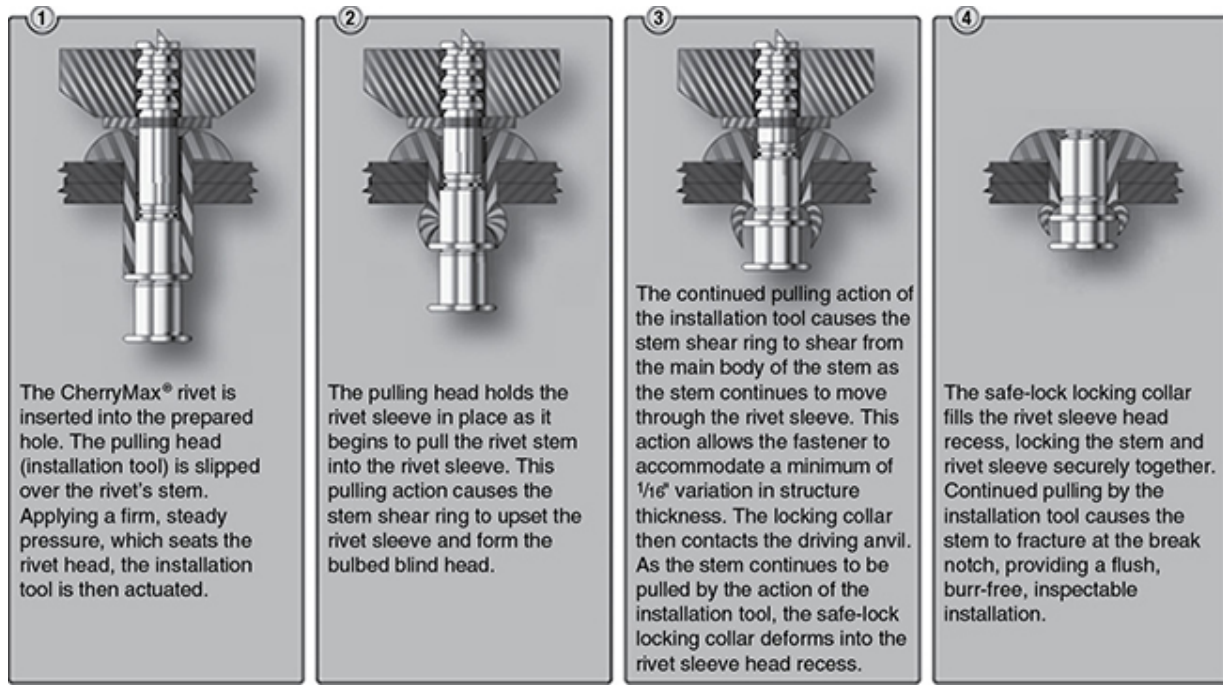 1
The CherryMax® rivet is
inserted into the prepared
hole. The pulling head
(installation tool) is slipped
over the rivet's stem.
Applying a firm, steady
pressure, which seats the
rivet head, the installation
tool is then actuated.
2
The pulling head holds the
rivet sleeve in place as it
begins to pull the rivet stem
into the rivet sleeve. This
pulling action causes the
stem shear ring to upset the
rivet sleeve and form the
bulbed blind head.
3
The continued pulling action of
the installation tool causes the
stem shear ring to shear from
the main body of the stem as
the stem continues to move
through the rivet sleeve. This
action allows the fastener to
accommodate a minimum of
1/16" variation in structure
thickness. The locking collar
then contacts the driving anvil.
As the stem continues to be
pulled by the action of the
installation tool, the safe-lock
locking collar deforms into the
rivet sleeve head recess.
4
The safe-lock locking collar
fills the rivet sleeve head
recess, locking the stem and
rivet sleeve securely together.
Continued pulling by the
installation tool causes the
stem to fracture at the break
notch, providing a flush,
burr-free, inspectable
installation.